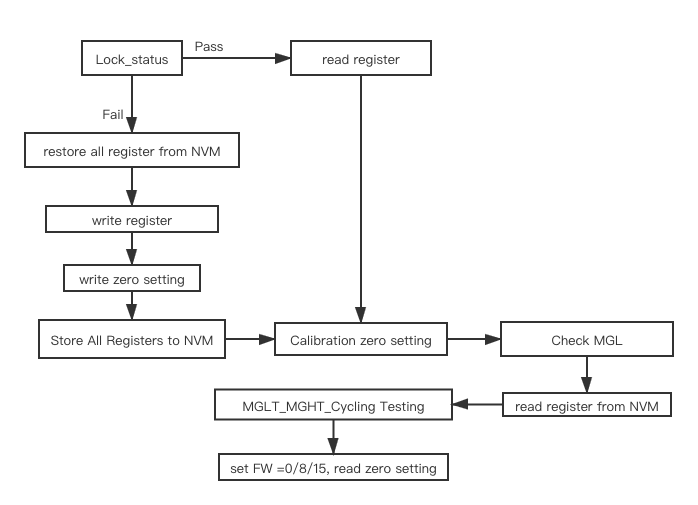 Pass
Lock_status
read register
Fail
restore all register from NVM
write register
write zero setting
Store All Registers to NVM
Calibration zero setting
Check MGL
read register from NVM
MGLT_MGHT_Cycling Testing
set FW =0/8/15, read zero setting